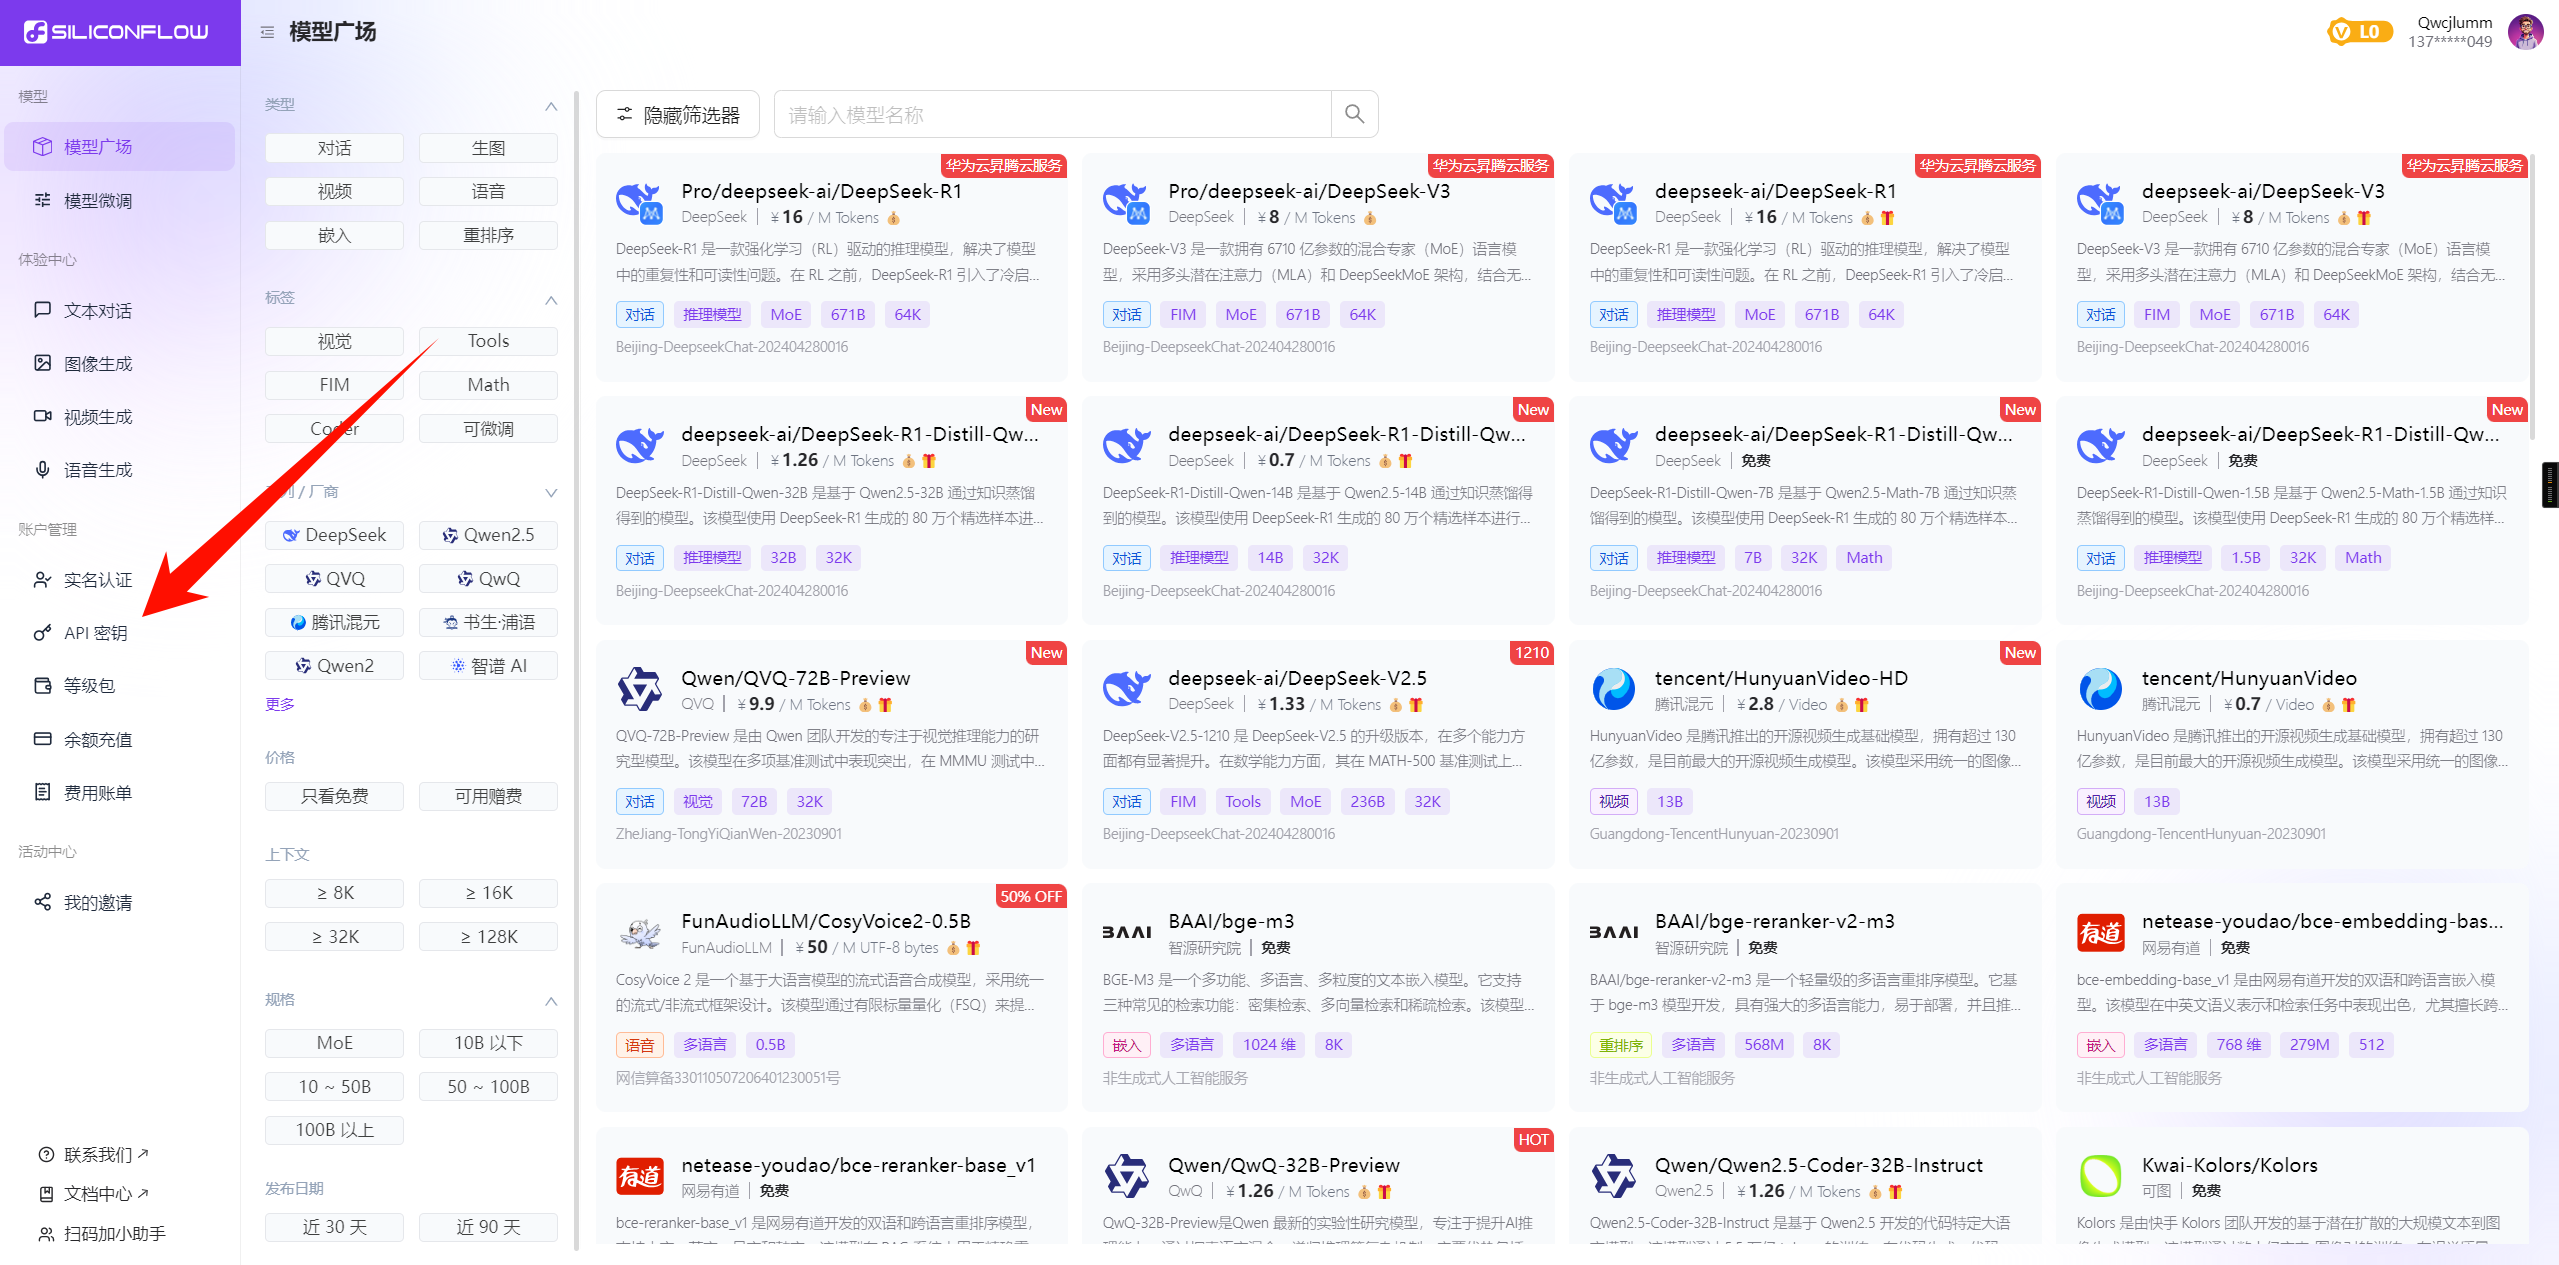 SILICONFLOW
模型广场
L0
Qwcjlumm
137*****049
模型
模型广场
模型微调
体验中心
文本对话
图像生成
视频生成
语音生成
账户管理
实名认证
API 密钥
等级包
余额充值
费用账单
活动中心
我的邀请
联系我们
文档中心
扫码加小助手
类型
对话
生图
视频
语音
嵌入
重排序
标签
视觉
Tools
FIM
Math
Coder
可微调
/ 厂商
DeepSeek
Qwen2.5
QVQ
QwQ
腾讯混元
书生·浦语
Qwen2
智谱 AI
更多
价格
只看免费
可用赠费
上下文
≥ 8K
≥ 16K
≥ 32K
≥ 128K
规格
MoE
10B 以下
10 ~ 50B
50 ~ 100B
100B 以上
发布日期
近 30 天
近 90 天
隐藏筛选器
请输入模型名称
华为云昇腾云服务
Pro/deepseek-ai/DeepSeek-R1
DeepSeek | ¥ 16 / M Tokens
DeepSeek-R1 是一款强化学习（RL）驱动的推理模型，解决了模型
中的重复性和可读性问题。在 RL 之前，DeepSeek-R1 引入了冷启...
对话 推理模型 MoE 671B 64K
Beijing-DeepseekChat-202404280016
华为云昇腾云服务
Pro/deepseek-ai/DeepSeek-V3
DeepSeek | ¥ 8 / M Tokens
DeepSeek-V3 是一款拥有 6710 亿参数的混合专家（MoE）语言模
型，采用多头潜在注意力（MLA）和 DeepSeekMoE 架构，结合无...
对话 FIM MoE 671B 64K
Beijing-DeepseekChat-202404280016
华为云昇腾云服务
deepseek-ai/DeepSeek-R1
DeepSeek | ¥ 16 / M Tokens
DeepSeek-R1 是一款强化学习（RL）驱动的推理模型，解决了模型
中的重复性和可读性问题。在 RL 之前，DeepSeek-R1 引入了冷启...
对话 推理模型 MoE 671B 64K
Beijing-DeepseekChat-202404280016
华为云昇腾云服务
deepseek-ai/DeepSeek-V3
DeepSeek | ¥ 8 / M Tokens
DeepSeek-V3 是一款拥有 6710 亿参数的混合专家（MoE）语言模
型，采用多头潜在注意力（MLA）和 DeepSeekMoE 架构，结合无...
对话 FIM MoE 671B 64K
Beijing-DeepseekChat-202404280016
New
deepseek-ai/DeepSeek-R1-Distill-Qw...
DeepSeek | ¥ 1.26 / M Tokens
DeepSeek-R1-Distill-Qwen-32B 是基于 Qwen2.5-32B 通过知识蒸馏
得到的模型。该模型使用 DeepSeek-R1 生成的 80 万个精选样本进...
对话 推理模型 32B 32K
Beijing-DeepseekChat-202404280016
New
deepseek-ai/DeepSeek-R1-Distill-Qw...
DeepSeek | ¥ 0.7 / M Tokens
DeepSeek-R1-Distill-Qwen-14B 是基于 Qwen2.5-14B 通过知识蒸馏得
到的模型。该模型使用 DeepSeek-R1 生成的 80 万个精选样本进行...
对话 推理模型 14B 32K
Beijing-DeepseekChat-202404280016
New
deepseek-ai/DeepSeek-R1-Distill-Qw...
DeepSeek | 免费
DeepSeek-R1-Distill-Qwen-7B 是基于 Qwen2.5-Math-7B 通过知识蒸
馏得到的模型。该模型使用 DeepSeek-R1 生成的 80 万个精选样本...
对话 推理模型 7B 32K Math
Beijing-DeepseekChat-202404280016
New
deepseek-ai/DeepSeek-R1-Distill-Qw...
DeepSeek | 免费
DeepSeek-R1-Distill-Qwen-1.5B 是基于 Qwen2.5-Math-1.5B 通过知识
蒸馏得到的模型。该模型使用 DeepSeek-R1 生成的 80 万个精选样...
对话 推理模型 1.5B 32K Math
Beijing-DeepseekChat-202404280016
New
Qwen/QVQ-72B-Preview
QVQ | ¥ 9.9 / M Tokens
QVQ-72B-Preview 是由 Qwen 团队开发的专注于视觉推理能力的研
究型模型。该模型在多项基准测试中表现突出，在 MMMU 测试中...
对话 视觉 72B 32K
ZheJiang-TongYiQianWen-20230901
1210
deepseek-ai/DeepSeek-V2.5
DeepSeek | ¥ 1.33 / M Tokens
DeepSeek-V2.5-1210 是 DeepSeek-V2.5 的升级版本，在多个能力方
面都有显著提升。在数学能力方面，其在 MATH-500 基准测试上...
对话 FIM Tools MoE 236B 32K
Beijing-DeepseekChat-202404280016
New
tencent/HunyuanVideo-HD
腾讯混元 | ¥ 2.8 / Video
HunyuanVideo 是腾讯推出的开源视频生成基础模型，拥有超过 130
亿参数，是目前最大的开源视频生成模型。该模型采用统一的图像...
视频 13B
Guangdong-TencentHunyuan-20230901
tencent/HunyuanVideo
腾讯混元 | ¥ 0.7 / Video
HunyuanVideo 是腾讯推出的开源视频生成基础模型，拥有超过 130
亿参数，是目前最大的开源视频生成模型。该模型采用统一的图像...
视频 13B
Guangdong-TencentHunyuan-20230901
50% OFF
FunAudioLLM/CosyVoice2-0.5B
FunAudioLLM | ¥ 50 / M UTF-8 bytes
CosyVoice 2 是一个基于大语言模型的流式语音合成模型，采用统一
的流式/非流式框架设计。该模型通过有限标量量化（FSQ）来提...
语音 多语言 0.5B
网信算备330110507206401230051号
BAAI
BAAI/bge-m3
智源研究院 | 免费
BGE-M3 是一个多功能、多语言、多粒度的文本嵌入模型。它支持
三种常见的检索功能：密集检索、多向量检索和稀疏检索。该模型...
嵌入 多语言 1024 维 8K
非生成式人工智能服务
BAAI
BAAI/bge-reranker-v2-m3
智源研究院 | 免费
BAAI/bge-reranker-v2-m3 是一个轻量级的多语言重排序模型。它基
于 bge-m3 模型开发，具有强大的多语言能力，易于部署，并且推...
重排序 多语言 568M 8K
非生成式人工智能服务
有道
netease-youdao/bce-embedding-bas...
网易有道 | 免费
bce-embedding-base_v1 是由网易有道开发的双语和跨语言嵌入模
型。该模型在中英文语义表示和检索任务中表现出色，尤其擅长跨...
嵌入 多语言 768 维 279M 512
非生成式人工智能服务
有道
netease-youdao/bce-reranker-base_v1
网易有道 | 免费
bce-reranker-base_v1 是网易有道开发的双语和跨语言重排序模型，
HOT
Qwen/QwQ-32B-Preview
QwQ | ¥ 1.26 / M Tokens
QwQ-32B-Preview是Qwen 最新的实验性研究模型，专注于提升AI推
Qwen/Qwen2.5-Coder-32B-Instruct
Qwen2.5 | ¥ 1.26 / M Tokens
Qwen2.5-Coder-32B-Instruct 是基于 Qwen2.5 开发的代码特定大语
Kwai-Kolors/Kolors
可图 | 免费
Kolors 是由快手 Kolors 团队开发的基于潜在扩散的大规模文本到图